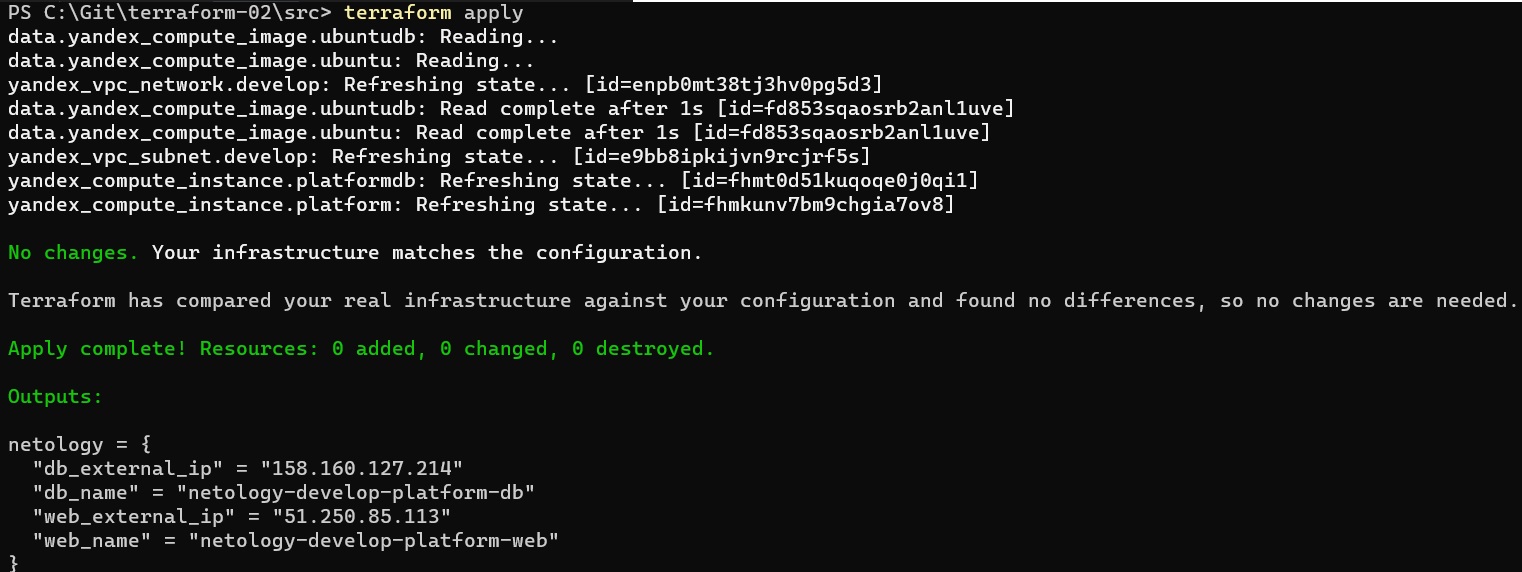 PS C:\Git\terraform-02\src> terraform apply
data.yandex_compute_image.ubuntudb: Reading...
data.yandex_compute_image.ubuntu: Reading...
yandex_vpc_network.develop: Refreshing state... [id=enpb0mt38tj3hv0pg5d3]
data.yandex_compute_image.ubuntudb: Read complete after 1s [id=fd853sqaosrb2anl1uve]
data.yandex_compute_image.ubuntu: Read complete after 1s [id=fd853sqaosrb2anl1uve]
yandex_vpc_subnet.develop: Refreshing state... [id=e9bb8ipkijvn9rcjrf5s]
yandex_compute_instance.platformdb: Refreshing state... [id=fhmt0d51kuqoqe0j0qi1]
yandex_compute_instance.platform: Refreshing state... [id=fhmkunv7bm9chgia7ov8]
No changes. Your infrastructure matches the configuration.
Terraform has compared your real infrastructure against your configuration and found no differences, so no changes are needed.
Apply complete! Resources: 0 added, 0 changed, 0 destroyed.
Outputs:
netology = {
  "db_external_ip" = "158.160.127.214"
  "db_name" = "netology-develop-platform-db"
  "web_external_ip" = "51.250.85.113"
  "web_name" = "netology-develop-platform-web"
}